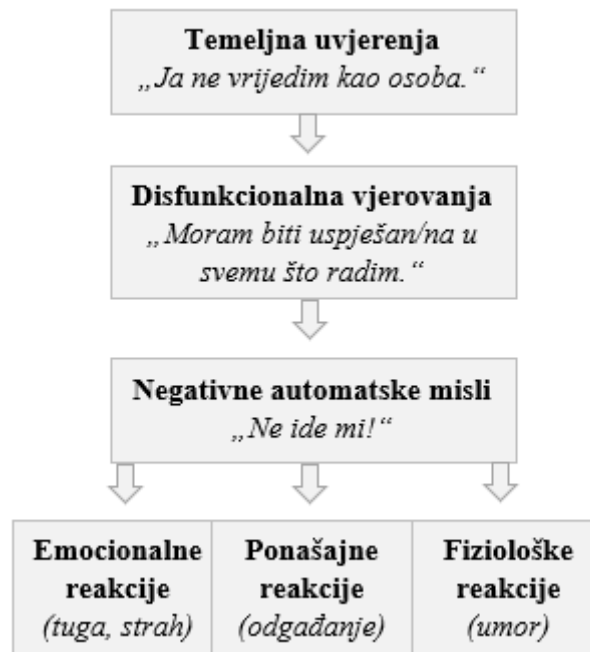 Temeljna uvjerenja
„Ja ne vrijedim kao osoba.“
Disfunkcionalna vjerovanja
„Moram biti uspješan/na u
svemu što radim.“
Negativne automatske misli
„Ne ide mi!“
Emocionalne
reakcije
(tuga, strah)
Ponašajne
reakcije
(odgađanje)
Fiziološke
reakcije
(umor)